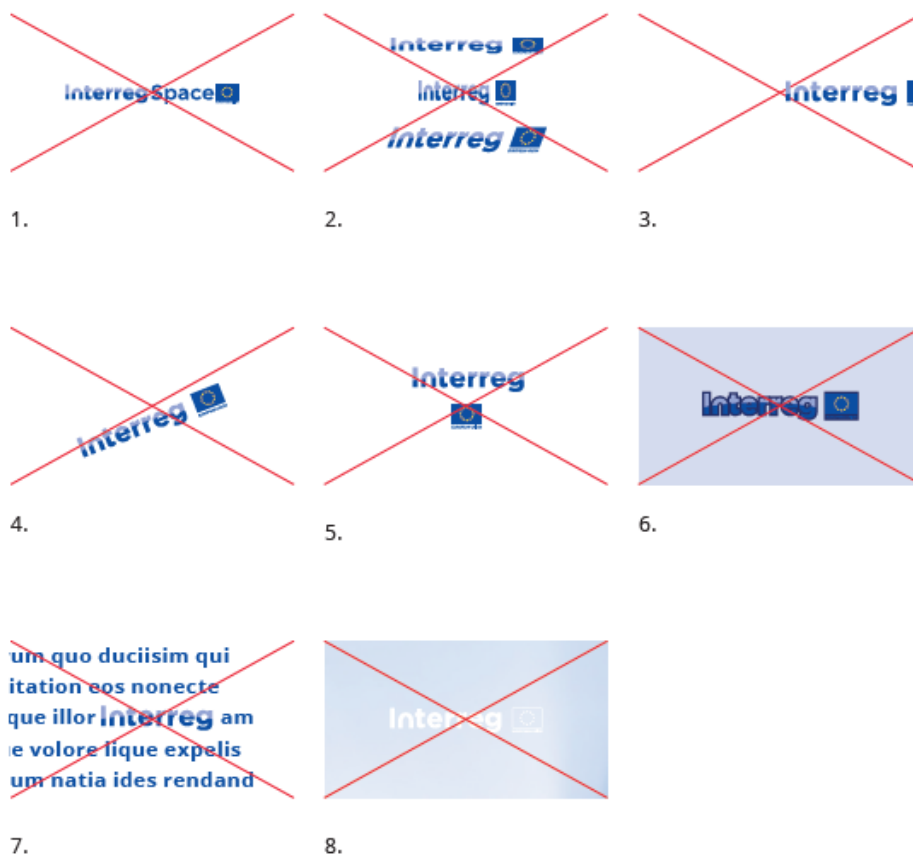 InterregSpace
Interreg
Interreg
Interreg
Interreg
1.
2.
3.
Interreg
Interreg
Interreg
4.
5.
6.
um quo duciisim qui
itation eos nonecte
que illor Interreg am
e volore lique expelis
um natia ides rendand
Interreg
7.
8.